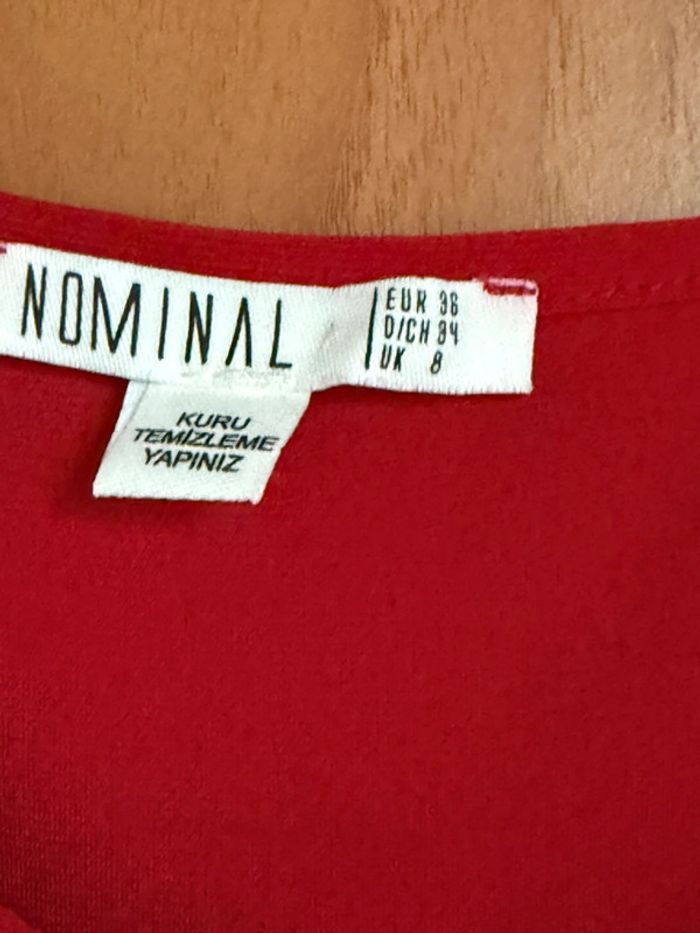 NOMINAL
EUR 36
D/CH 34
UK 8
KURU
TEMİZLEME
YAPINIZ